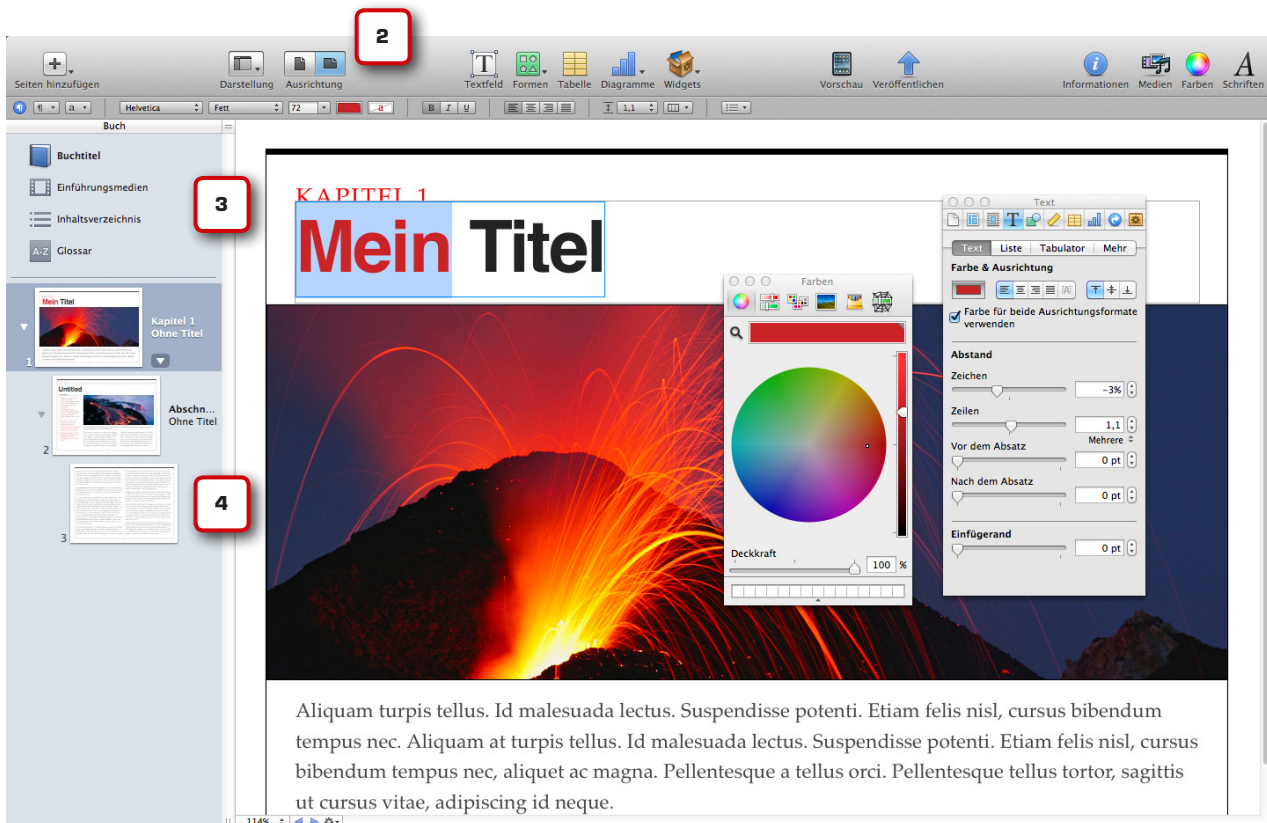 2
Seiten hinzufügen
Darstellung
Ausrichtung
T
Textfeld
Formen
Tabelle
Diagramme
Widgets
Vorschau
Veröffentlichen
Informationen
Medien
Farben
Schriften
¶ a Helvetica Fett 72 a B I U 1,1
Buch
Buchtitel
Einführungsmedien
Inhaltsverzeichnis
A-Z Glossar
3
Mein Titel
Kapitel 1
Ohne Titel
1
Untitled
Abschn...
Ohne Titel
2
4
3
KAPITEL 1
Mein Titel
Farben
Deckkraft
100 %
Text
Text Liste Tabulator Mehr
Farbe & Ausrichtung
Farbe für beide Ausrichtungsformate
verwenden
Abstand
Zeichen
-3%
Zeilen
1,1
Mehrere
Vor dem Absatz
0 pt
Nach dem Absatz
0 pt
Einfügerand
0 pt
Aliquam turpis tellus. Id malesuada lectus. Suspendisse potenti. Etiam felis nisl, cursus bibendum
tempus nec. Aliquam at turpis tellus. Id malesuada lectus. Suspendisse potenti. Etiam felis nisl, cursus
bibendum tempus nec, aliquet ac magna. Pellentesque a tellus orci. Pellentesque tellus tortor, sagittis
ut cursus vitae, adipiscing id neque.
114%